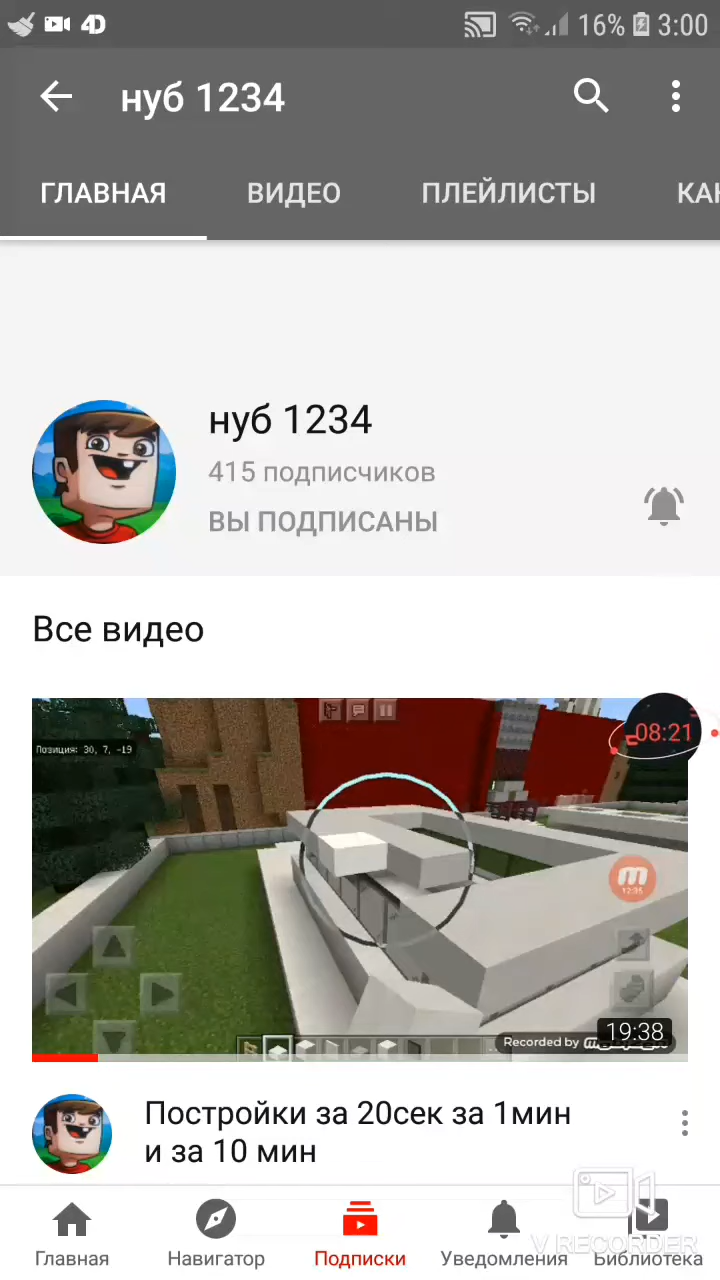 4D 16% 3:00
нуб 1234
ГЛАВНАЯ ВИДЕО ПЛЕЙЛИСТЫ КАН
нуб 1234
415 подписчиков
ВЫ ПОДПИСАНЫ
Все видео
08:21
Позиция: 30, 7, -19
12:35
19:38
Recorded by
Постройки за 20сек за 1мин
и за 10 мин
V RECORDER
Главная Навигатор Подписки Уведомления Библиотека